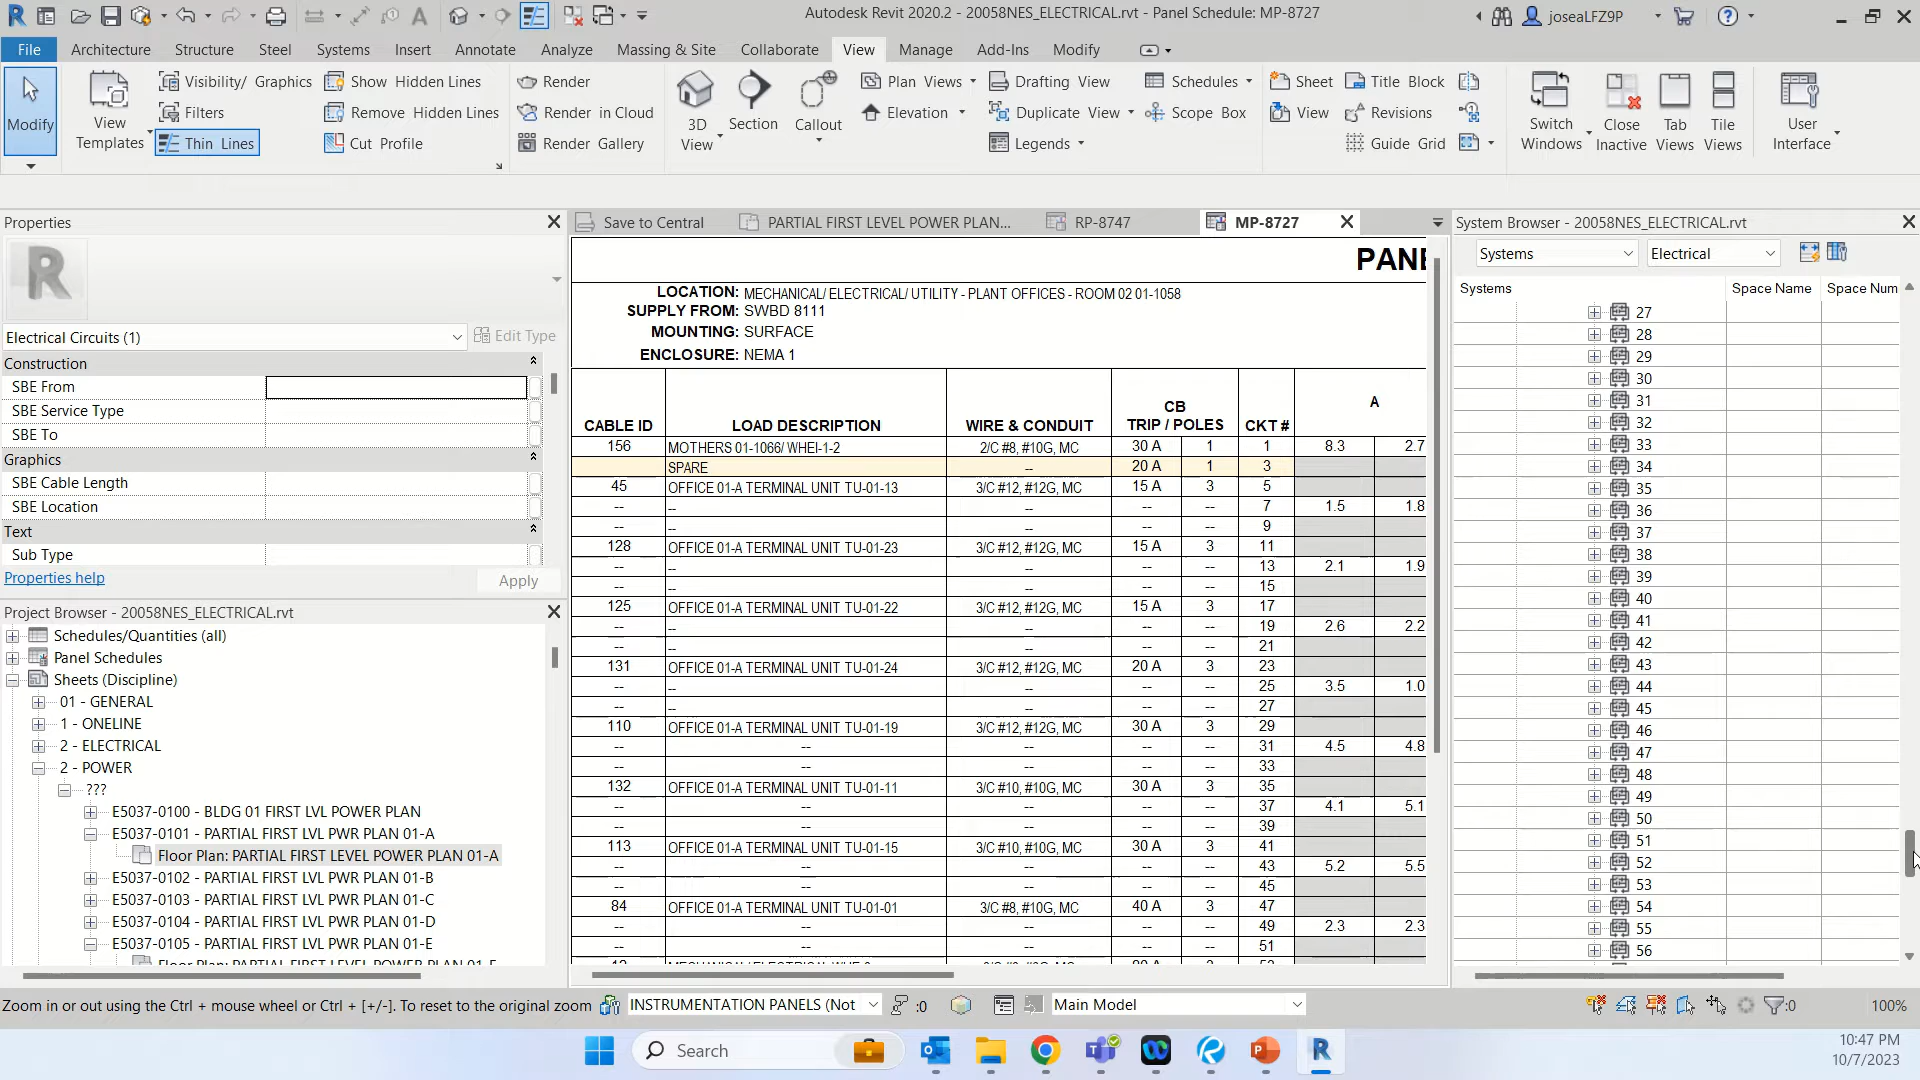 Autodesk Revit 2020.2 - 20058NES_ELECTRICAL.rvt - Panel Schedule: MP-8727
josealLFZ9P
File Architecture Structure Steel Systems Insert Annotate Analyze Massing & Site Collaborate View Manage Add-Ins Modify
Modify
View Templates
Visibility/ Graphics
Filters
Thin Lines
Show Hidden Lines
Remove Hidden Lines
Cut Profile
Render
Render in Cloud
Render Gallery
3D View
Section
Callout
Plan Views
Elevation
Drafting View
Duplicate View
Legends
Schedules
Scope Box
Sheet
View
Title Block
Revisions
Guide Grid
Switch Windows
Close Inactive
Tab Views
Tile Views
User Interface
Properties
Electrical Circuits (1)
Edit Type
Construction
SBE From
SBE Service Type
SBE To
Graphics
SBE Cable Length
SBE Location
Text
Sub Type
Properties help
Apply
Project Browser - 20058NES_ELECTRICAL.rvt
Schedules/Quantities (all)
Panel Schedules
Sheets (Discipline)
01 - GENERAL
1 - ONELINE
2 - ELECTRICAL
2 - POWER
???
E5037-0100 - BLDG 01 FIRST LVL POWER PLAN
E5037-0101 - PARTIAL FIRST LVL PWR PLAN 01-A
Floor Plan: PARTIAL FIRST LEVEL POWER PLAN 01-A
E5037-0102 - PARTIAL FIRST LVL PWR PLAN 01-B
E5037-0103 - PARTIAL FIRST LVL PWR PLAN 01-C
E5037-0104 - PARTIAL FIRST LVL PWR PLAN 01-D
E5037-0105 - PARTIAL FIRST LVL PWR PLAN 01-E
Save to Central PARTIAL FIRST LEVEL POWER PLAN... RP-8747 MP-8727
PANE
LOCATION: MECHANICAL/ ELECTRICAL/ UTILITY - PLANT OFFICES - ROOM 02 01-1058
SUPPLY FROM: SWBD 8111
MOUNTING: SURFACE
ENCLOSURE: NEMA 1
CABLE ID LOAD DESCRIPTION WIRE & CONDUIT CB TRIP / POLES CKT # A
156 MOTHERS 01-1066/ WHEI-1-2 2/C #8, #10G, MC 30 A 1 1 8.3 2.7
SPARE -- 20 A 1 3
45 OFFICE 01-A TERMINAL UNIT TU-01-13 3/C #12, #12G, MC 15 A 3 5
-- -- -- -- -- 7 1.5 1.8
-- -- -- -- -- 9
128 OFFICE 01-A TERMINAL UNIT TU-01-23 3/C #12, #12G, MC 15 A 3 11
-- -- -- -- -- 13 2.1 1.9
-- -- -- -- -- 15
125 OFFICE 01-A TERMINAL UNIT TU-01-22 3/C #12, #12G, MC 15 A 3 17
-- -- -- -- -- 19 2.6 2.2
-- -- -- -- -- 21
131 OFFICE 01-A TERMINAL UNIT TU-01-24 3/C #12, #12G, MC 20 A 3 23
-- -- -- -- -- 25 3.5 1.0
-- -- -- -- -- 27
110 OFFICE 01-A TERMINAL UNIT TU-01-19 3/C #12, #12G, MC 30 A 3 29
-- -- -- -- -- 31 4.5 4.8
-- -- -- -- -- 33
132 OFFICE 01-A TERMINAL UNIT TU-01-11 3/C #10, #10G, MC 30 A 3 35
-- -- -- -- -- 37 4.1 5.1
-- -- -- -- -- 39
113 OFFICE 01-A TERMINAL UNIT TU-01-15 3/C #10, #10G, MC 30 A 3 41
-- -- -- -- -- 43 5.2 5.5
-- -- -- -- -- 45
84 OFFICE 01-A TERMINAL UNIT TU-01-01 3/C #8, #10G, MC 40 A 3 47
-- -- -- -- -- 49 2.3 2.3
-- -- -- -- -- 51
System Browser - 20058NES_ELECTRICAL.rvt
Systems Electrical
Systems Space Name Space Num
27
28
29
30
31
32
33
34
35
36
37
38
39
40
41
42
43
44
45
46
47
48
49
50
51
52
53
54
55
56
Zoom in or out using the Ctrl + mouse wheel or Ctrl + [+/-]. To reset to the original zoom
INSTRUMENTATION PANELS (Not
:0
Main Model
:0
100%
Search
10:47 PM
10/7/2023